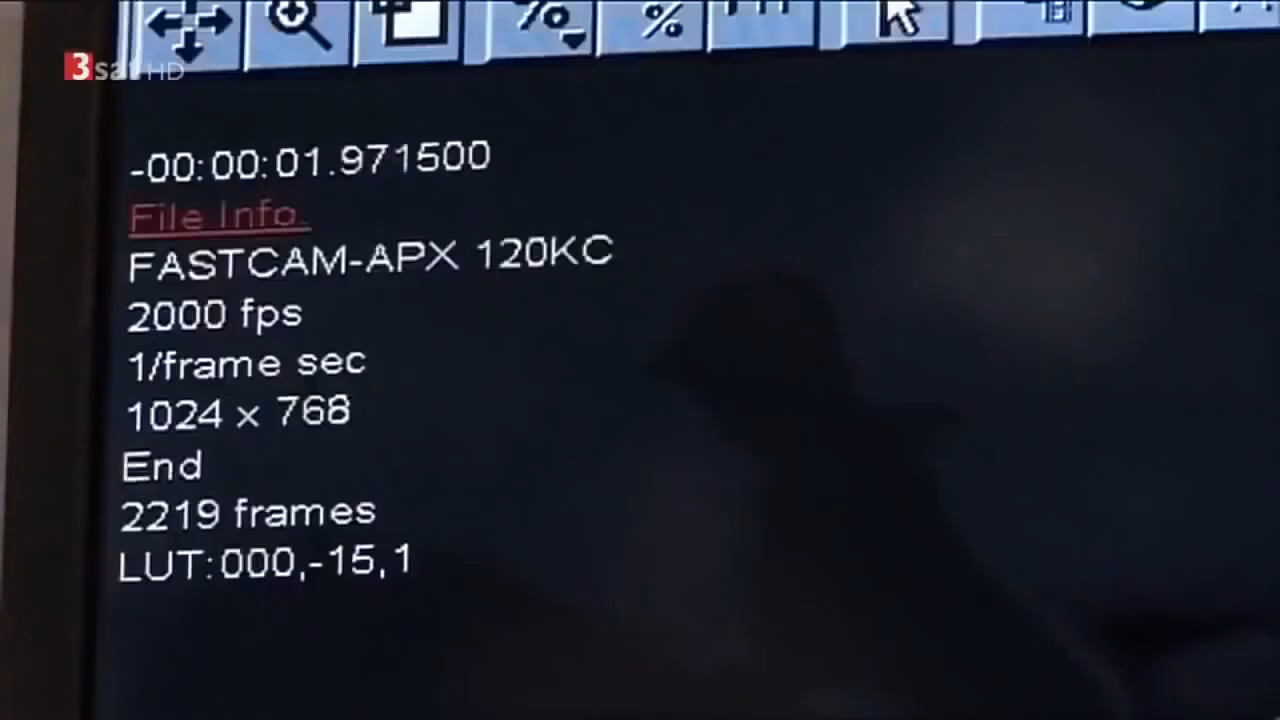 3sat HD
-00:00:01.971500
File Info.
FASTCAM-APX 120KC
2000 fps
1/frame sec
1024 x 768
End
2219 frames
LUT:000,-15,1